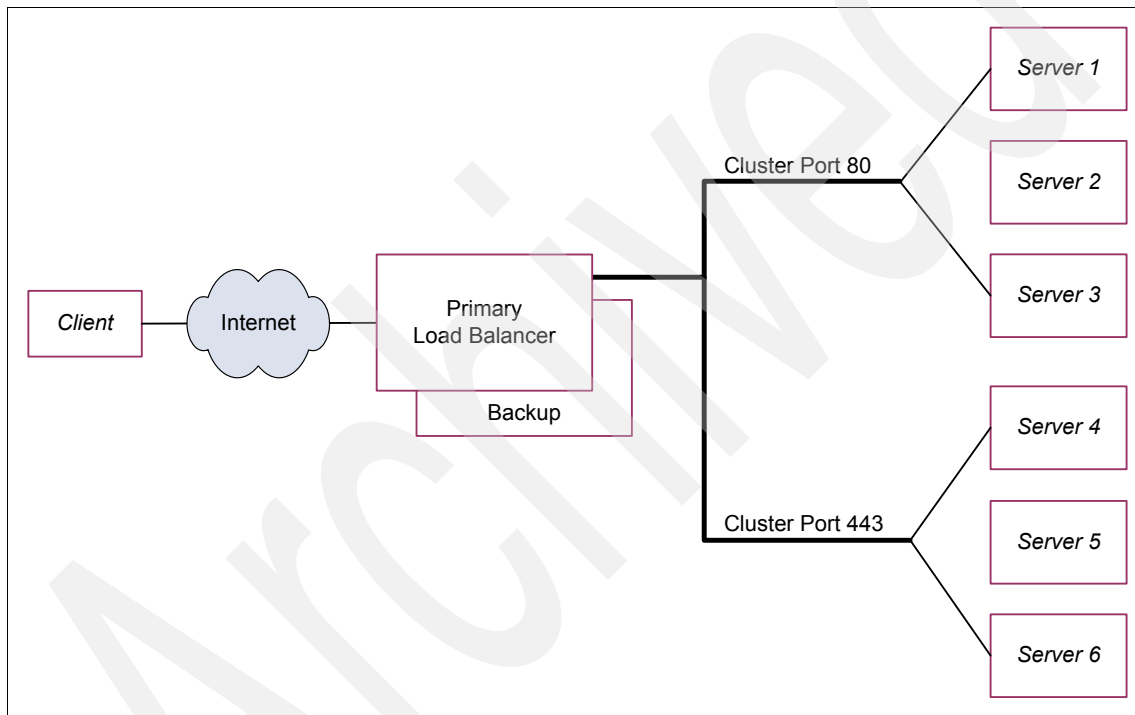 Server 1
Cluster Port 80
Server 2
Server 3
Primary
Load Balancer
Client
Internet
Backup
Server 4
Cluster Port 443
Server 5
Server 6
Archived